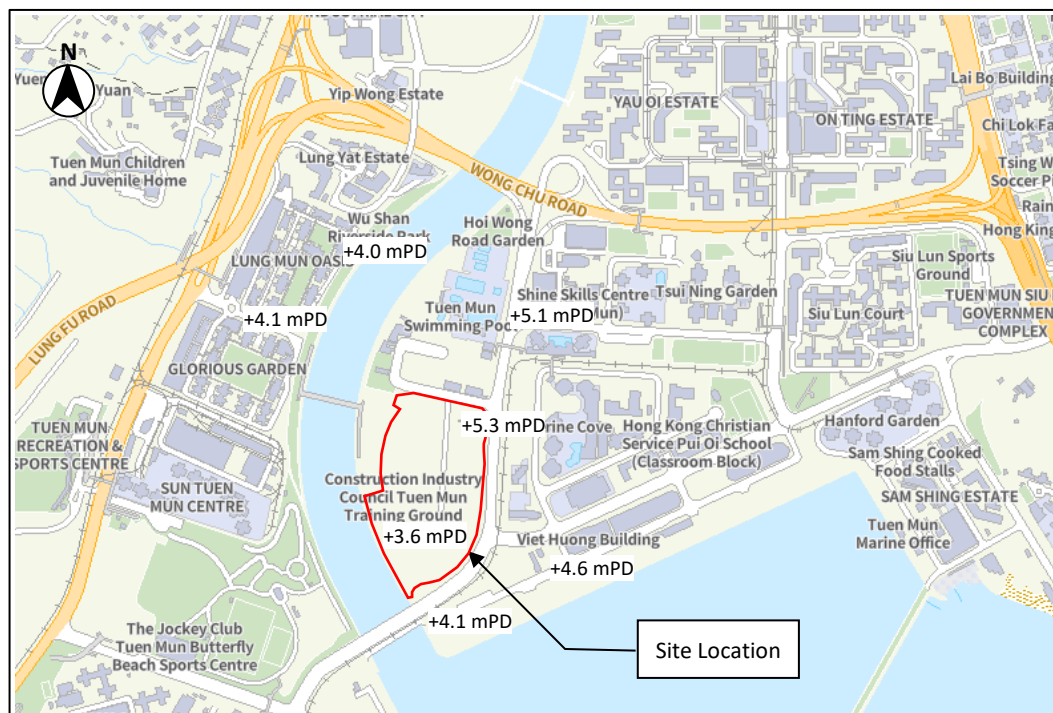 N
Yuen
Yuan
Yip Wong Estate
Lai Bo Building
YAU OI ESTATE
ON TING ESTATE
Chi Lok Fa
Tuen Mun Children
and Juvenile Home
Lung Yat Estate
Tsing W
Soccer Pi
WONG CHU ROAD
Rain
Hong King
Wu Shan
Riverside Park
+4.0 mPD
Hoi Wong
Road Garden
LUNG MUN OASIS
Siu Lun Sports
Ground
LUNG FU ROAD
+4.1 mPD
Tuen Mun
Swimming Poo
Shine Skills Centre
Mun)
+5.1 mPD
Tsui Ning Garden
Siu Lun Court
TUEN MUN SIU L
GOVERNMENT
COMPLEX
GLORIOUS GARDEN
TUEN MUN
RECREATION &
SPORTS CENTRE
+5.3 mPD
rine Cove
Hong Kong Christian
Service Pui Oi School
(Classroom Block)
Hanford Garden
Sam Shing Cooked
Food Stalls
SUN TUEN
MUN CENTRE
Construction Industry
Council Tuen Mun
Training Ground
+3.6 mPD
SAM SHING ESTATE
Tuen Mun
Marine Office
Viet Huong Building
+4.6 mPD
+4.1 mPD
The Jockey Club
Tuen Mun Butterfly
Beach Sports Centre
Site Location